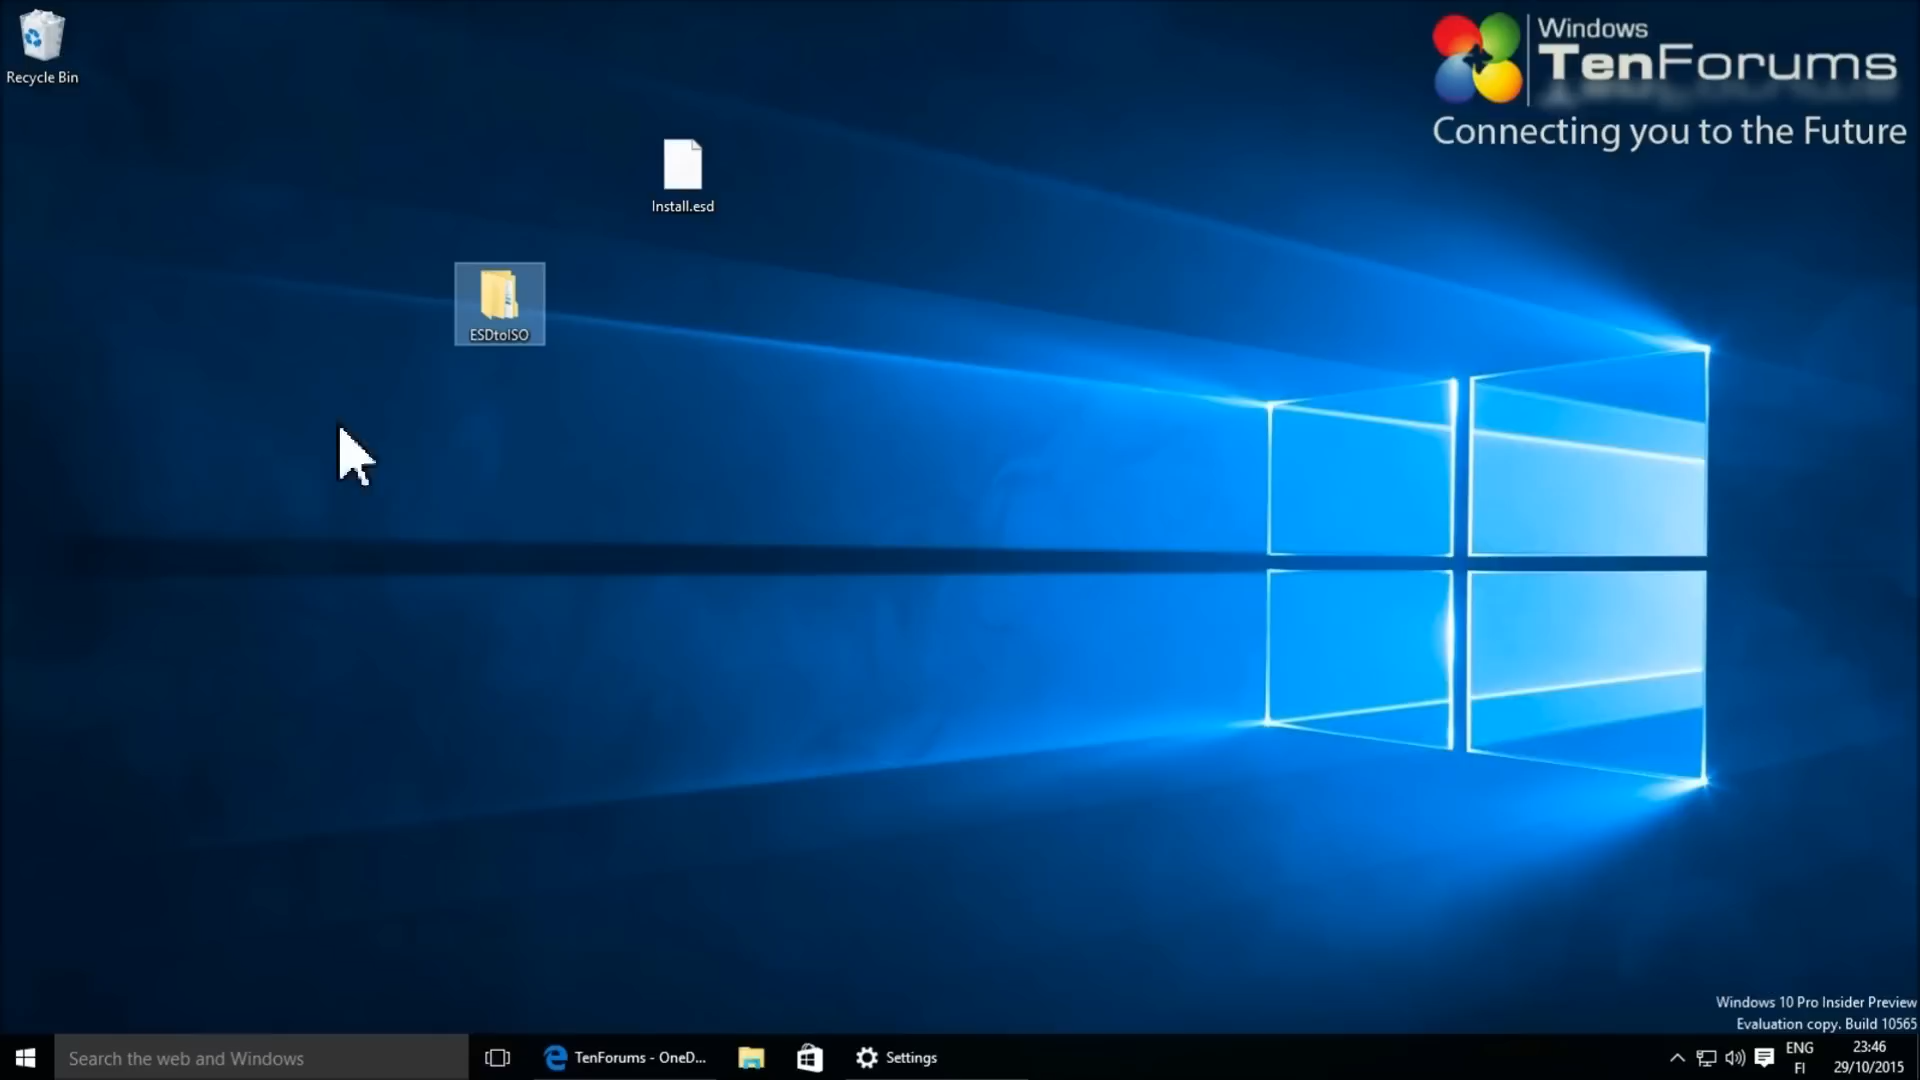 Recycle Bin
Windows
TenForums
Connecting you to the Future
Install.esd
ESDtoISO
Windows 10 Pro Insider Preview
Evaluation copy. Build 10565
Search the web and Windows
TenForums - OneD...
Settings
ENG
FI
23:46
29/10/2015